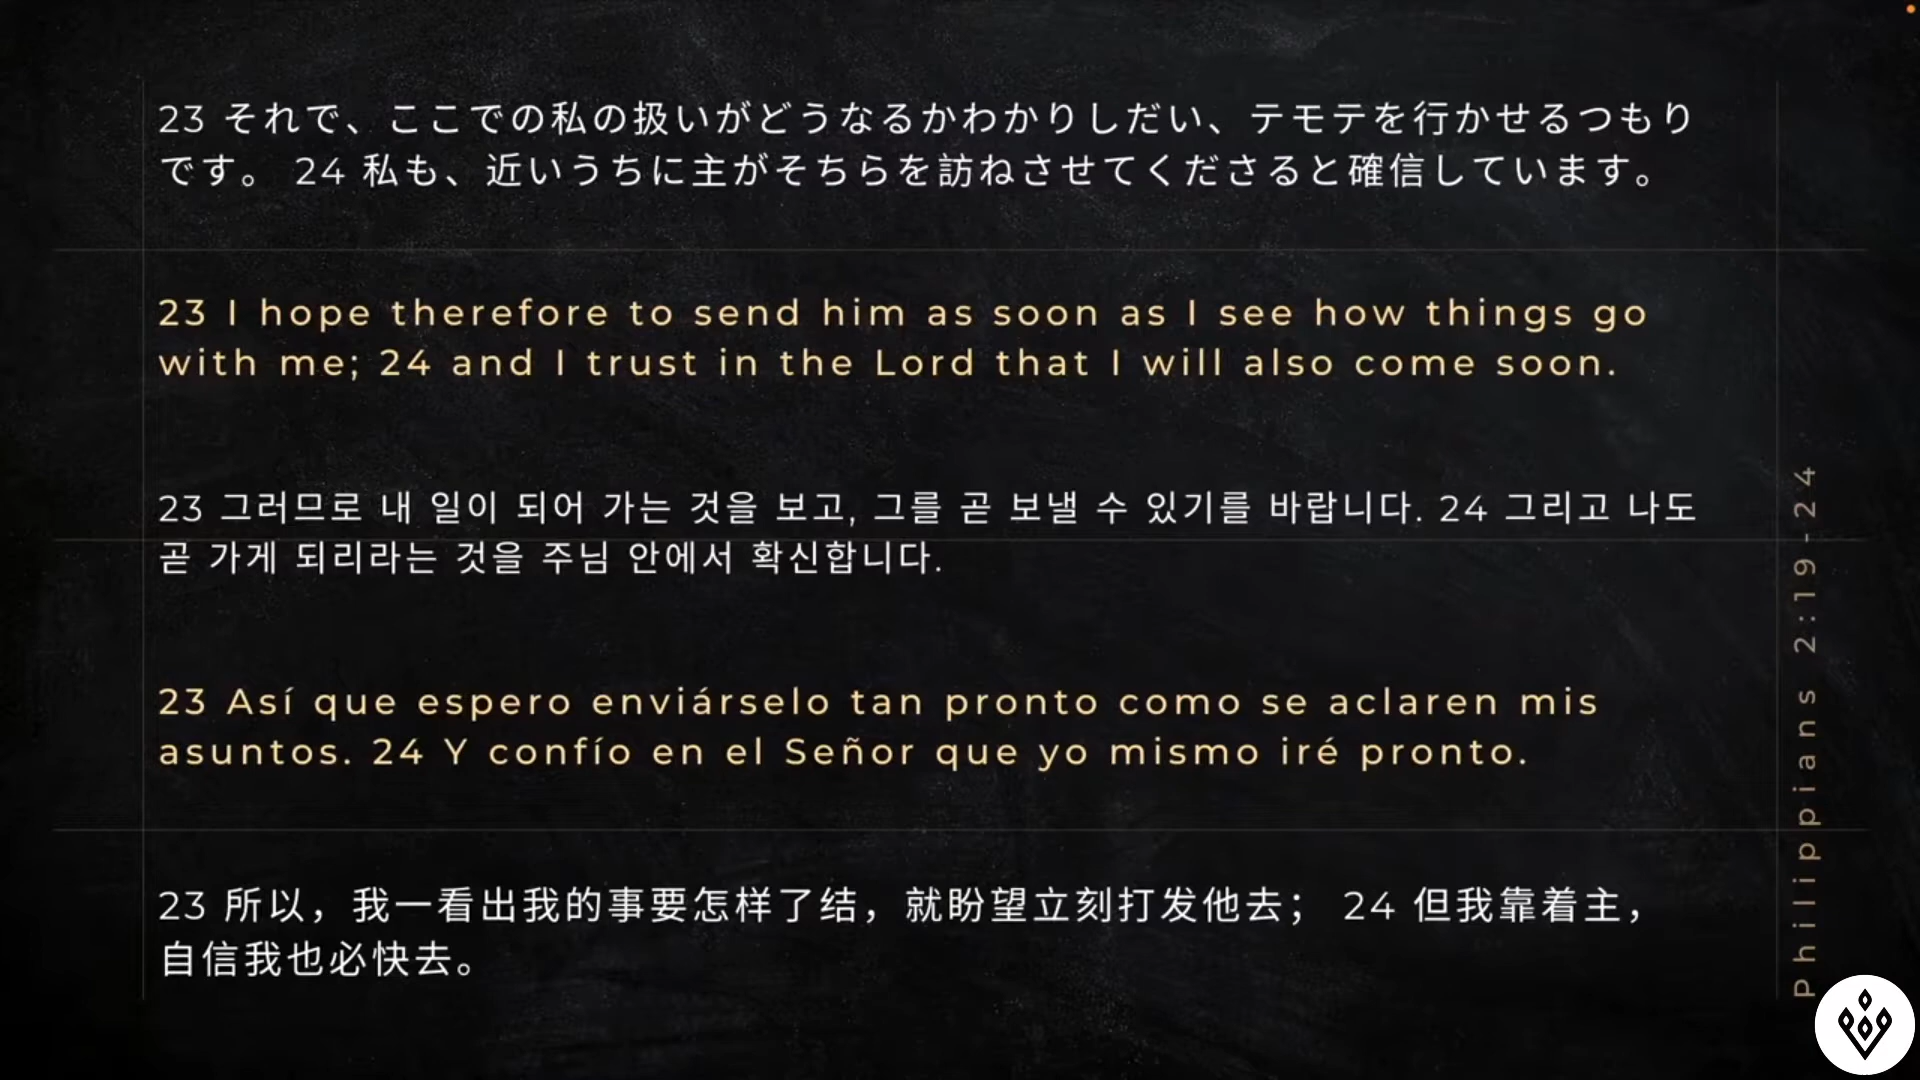 23 それで、ここでの私の扱いがどうなるかわかりしだい、テモテを行かせるつもり
です。 24 私も、近いうちに主がそちらを訪ねさせてくださると確信しています。
23 I hope therefore to send him as soon as I see how things go
with me; 24 and I trust in the Lord that I will also come soon.
23 그러므로 내 일이 되어 가는 것을 보고, 그를 곧 보낼 수 있기를 바랍니다. 24 그리고 나도
곧 가게 되리라는 것을 주님 안에서 확신합니다.
23 Así que espero enviárselo tan pronto como se aclaren mis
asuntos. 24 Y confío en el Señor que yo mismo iré pronto.
23 所以，我一看出我的事要怎样了结，就盼望立刻打发他去； 24 但我靠着主，
自信我也必快去。
Philippians 2:19-24